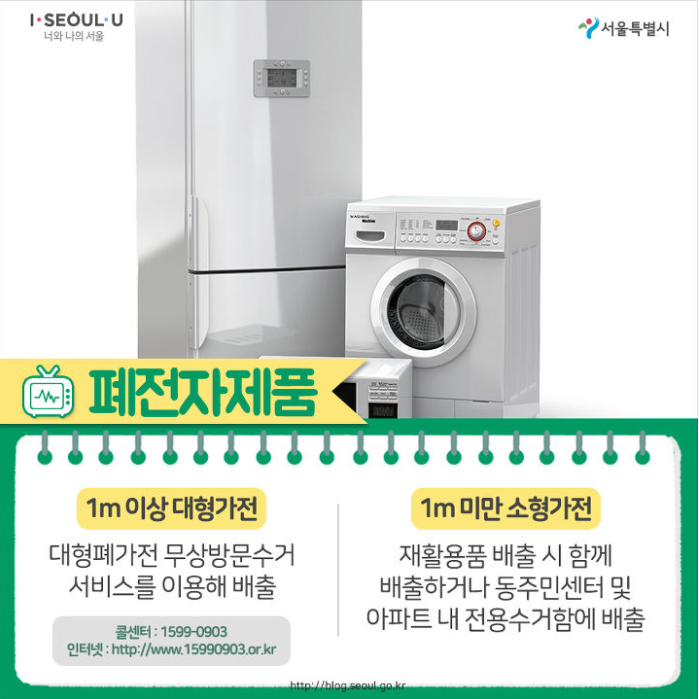 I·SEOUL·U
너와 나의 서울
서울특별시
WASHING
Machine
폐전자제품
1m 이상 대형가전
대형폐가전 무상방문수거
서비스를 이용해 배출
콜센터 : 1599-0903
인터넷 : http://www.15990903.or.kr
1m 미만 소형가전
재활용품 배출 시 함께
배출하거나 동주민센터 및
아파트 내 전용수거함에 배출
http://blog.seoul.go.kr